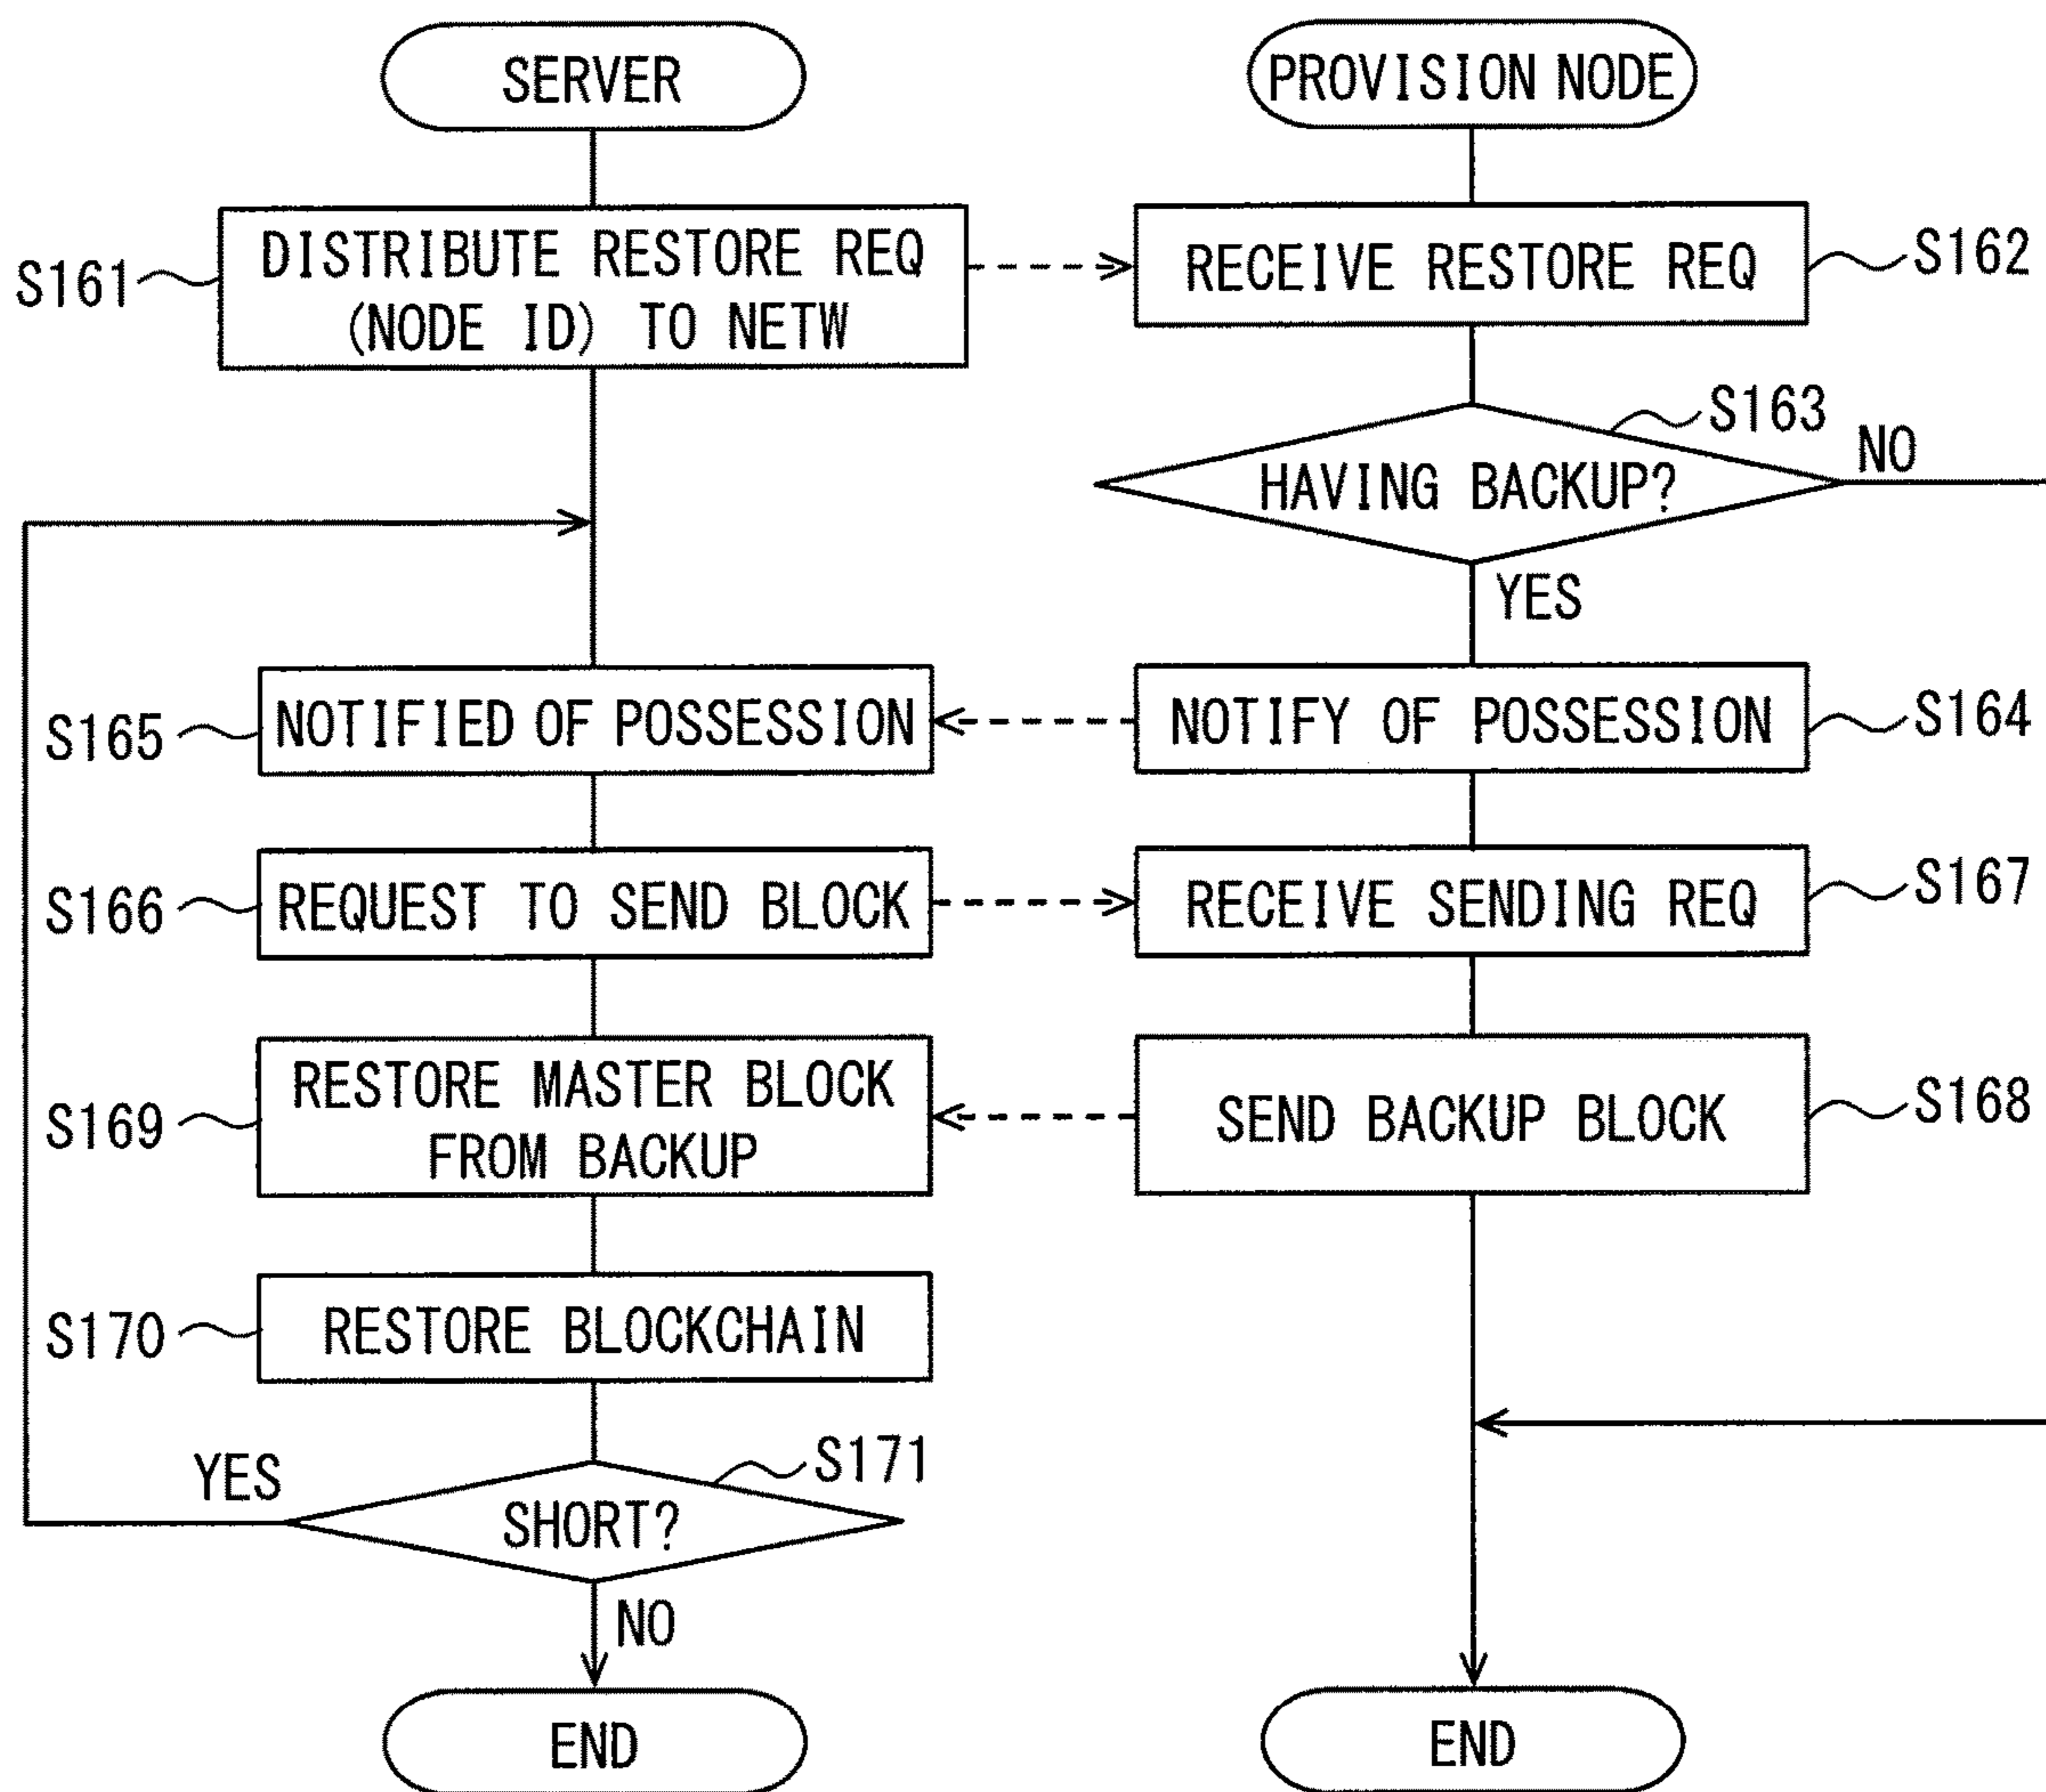 SERVER
PROVISION NODE
S161
DISTRIBUTE RESTORE REQ
(NODE ID) TO NETW
RECEIVE RESTORE REQ
S162
S163
HAVING BACKUP?
NO
YES
S165
NOTIFIED OF POSSESSION
NOTIFY OF POSSESSION
S164
S166
REQUEST TO SEND BLOCK
RECEIVE SENDING REQ
S167
S169
RESTORE MASTER BLOCK
FROM BACKUP
SEND BACKUP BLOCK
S168
S170
RESTORE BLOCKCHAIN
YES
S171
SHORT?
NO
END
END